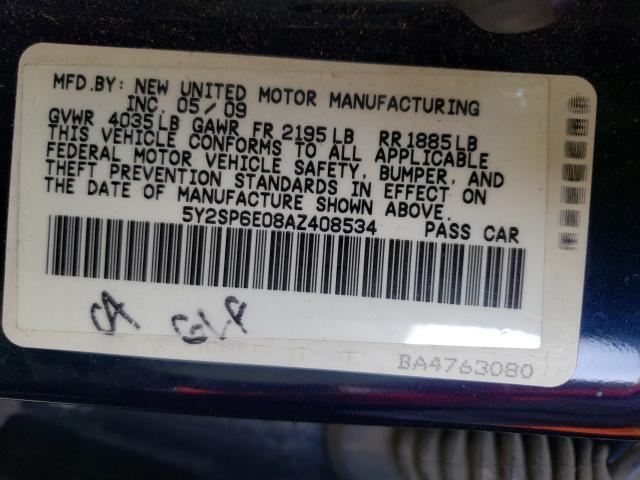 MFD.BY: NEW UNITED MOTOR MANUFACTURING
INC. 05/09
GVWR 4035LB GAWR FR 2195LB RR 1885LB
THIS VEHICLE CONFORMS TO ALL APPLICABLE
FEDERAL MOTOR VEHICLE SAFETY, BUMPER, AND
THEFT PREVENTION STANDARDS IN EFFECT ON
THE DATE OF MANUFACTURE SHOWN ABOVE.
5Y2SP6E08AZ408534 PASS CAR
BA4763080